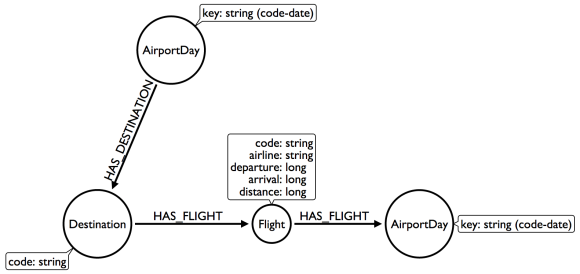 key: string (code-date)
AirportDay
HAS_DESTINATION
code: string
airline: string
departure: long
arrival: long
distance: long
Destination
HAS_FLIGHT
Flight
HAS_FLIGHT
AirportDay
key: string (code-date)
code: string